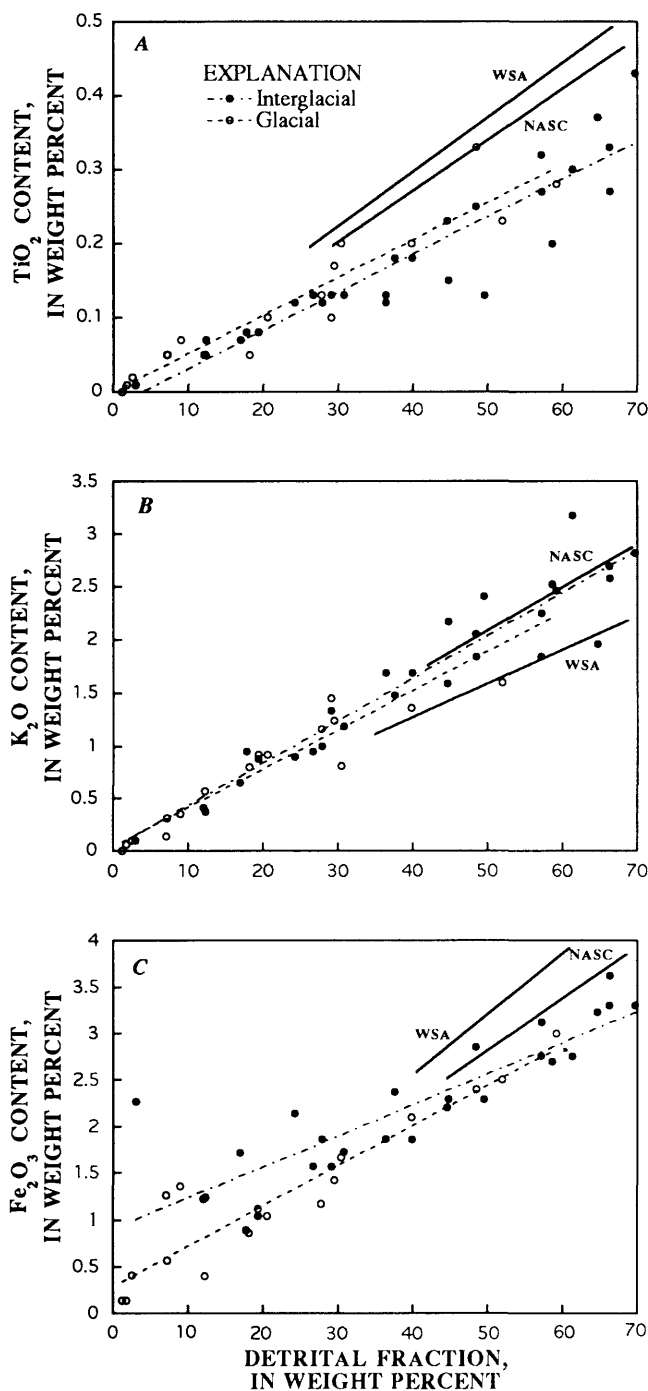 A
EXPLANATION
Interglacial
Glacial
WSA
NASC
0.5
0.4
0.3
0.2
0.1
0
TiO2 CONTENT,
IN WEIGHT PERCENT
0 10 20 30 40 50 60 70
B
NASC
WSA
3.5
3
2.5
2
1.5
1
0.5
0
K2O CONTENT,
IN WEIGHT PERCENT
0 10 20 30 40 50 60 70
C
NASC
WSA
4
3.5
3
2.5
2
1.5
1
0.5
0
Fe2O3 CONTENT,
IN WEIGHT PERCENT
0 10 20 30 40 50 60 70
DETRITAL FRACTION,
IN WEIGHT PERCENT